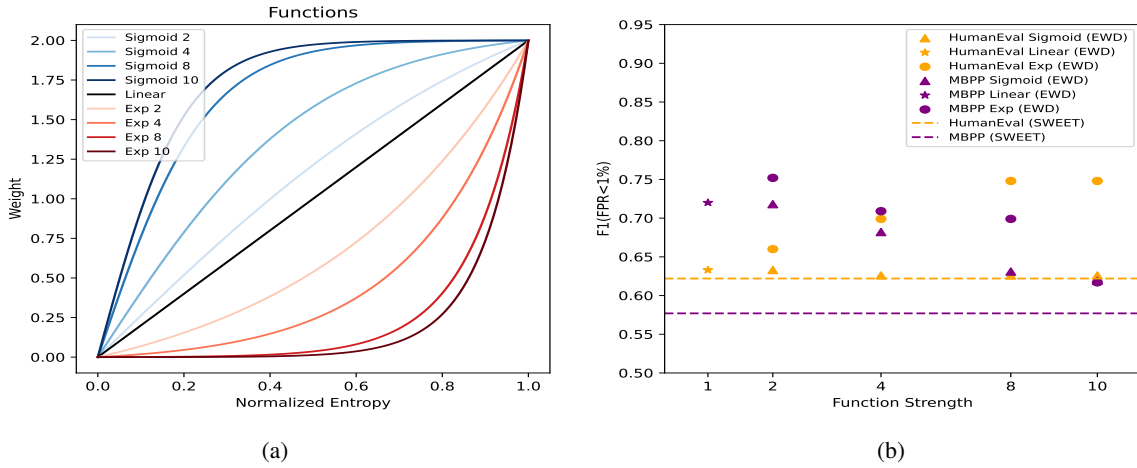 Functions
2.00
1.75
1.50
1.25
1.00
0.75
0.50
0.25
0.00
Weight
Sigmoid 2
Sigmoid 4
Sigmoid 8
Sigmoid 10
Linear
Exp 2
Exp 4
Exp 8
Exp 10
0.0 0.2 0.4 0.6 0.8 1.0
Normalized Entropy
(a)
0.95
0.90
0.85
0.80
0.75
0.70
0.65
0.60
0.55
0.50
F1(FPR<1%)
HumanEval Sigmoid (EWD)
HumanEval Linear (EWD)
HumanEval Exp (EWD)
MBPP Sigmoid (EWD)
MBPP Linear (EWD)
MBPP Exp (EWD)
HumanEval (SWEET)
MBPP (SWEET)
1 2 4 8 10
Function Strength
(b)